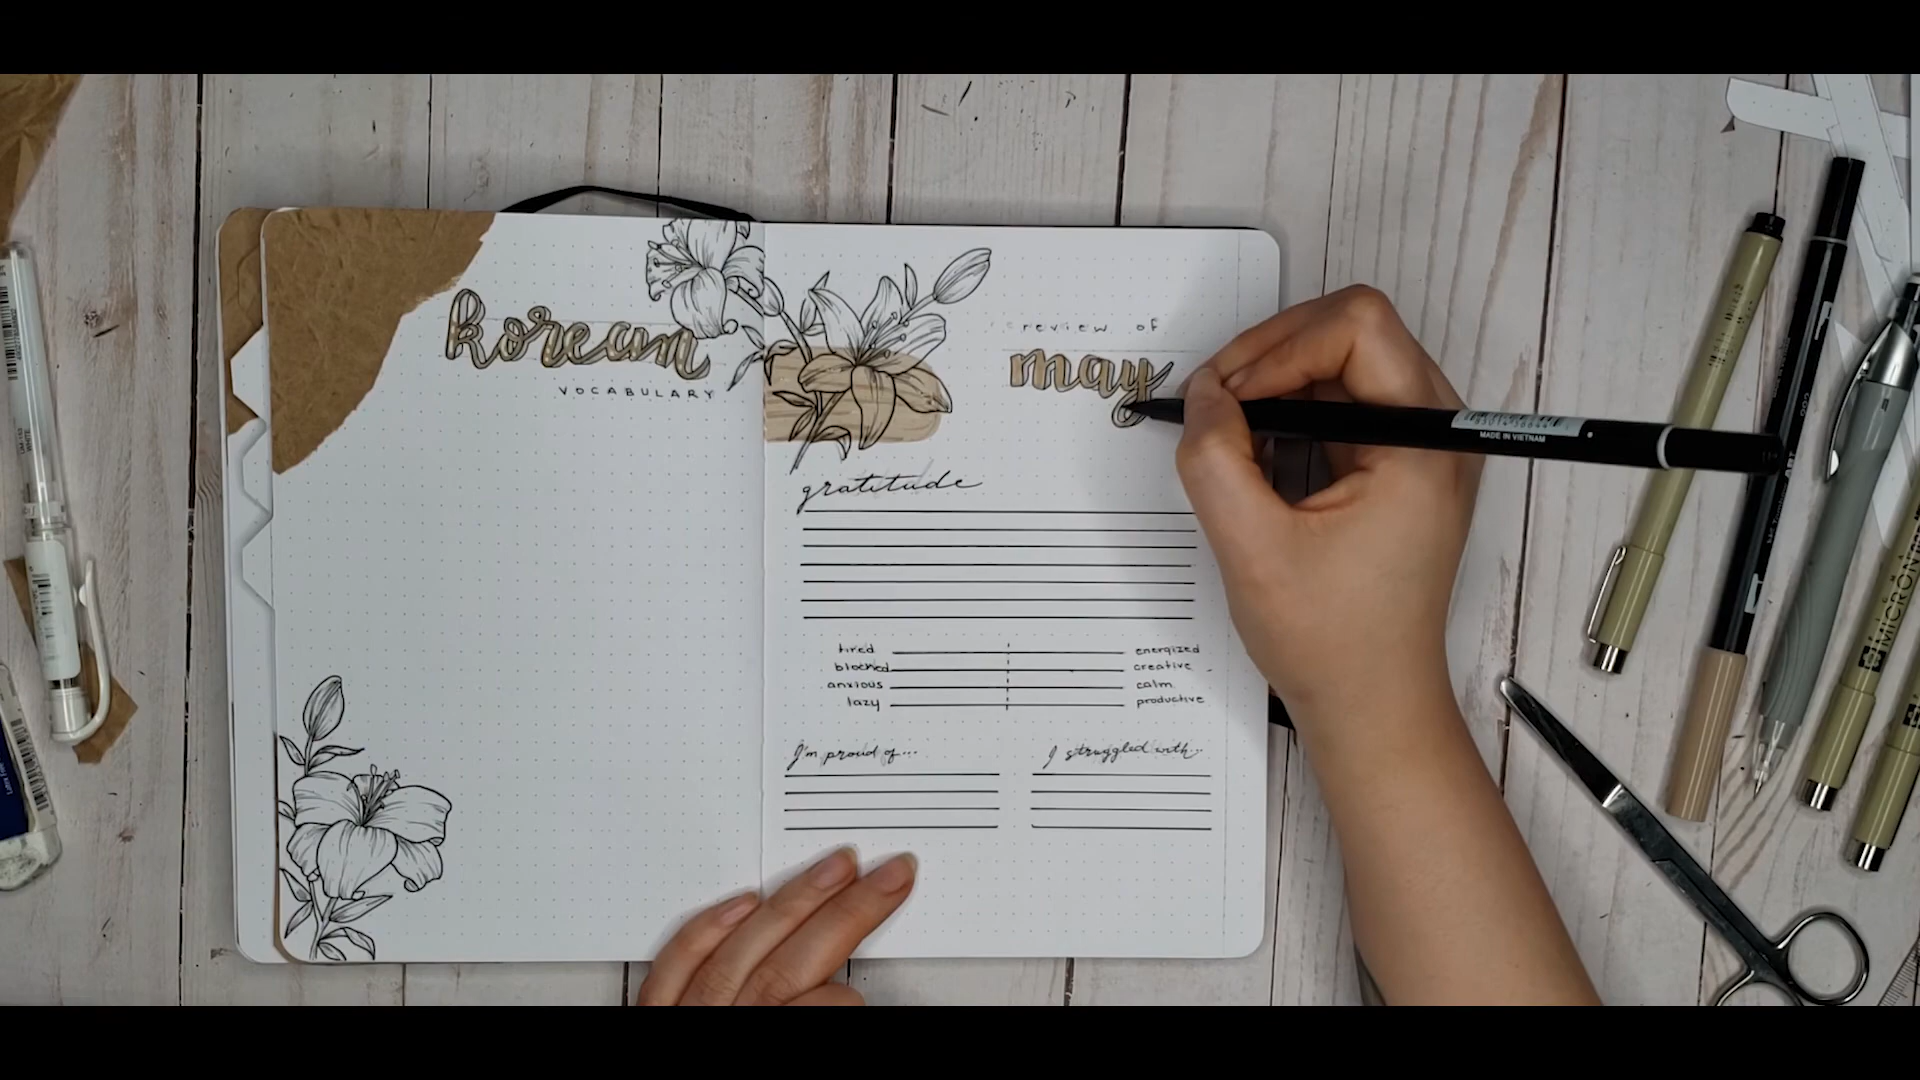 korean
VOCABULARY
review of
may
gratitude
tired energized
blocked creative
anxious calm
lazy productive
I'm proud of...
I struggled with...
MADE IN VIETNAM
MICRON
WHITE